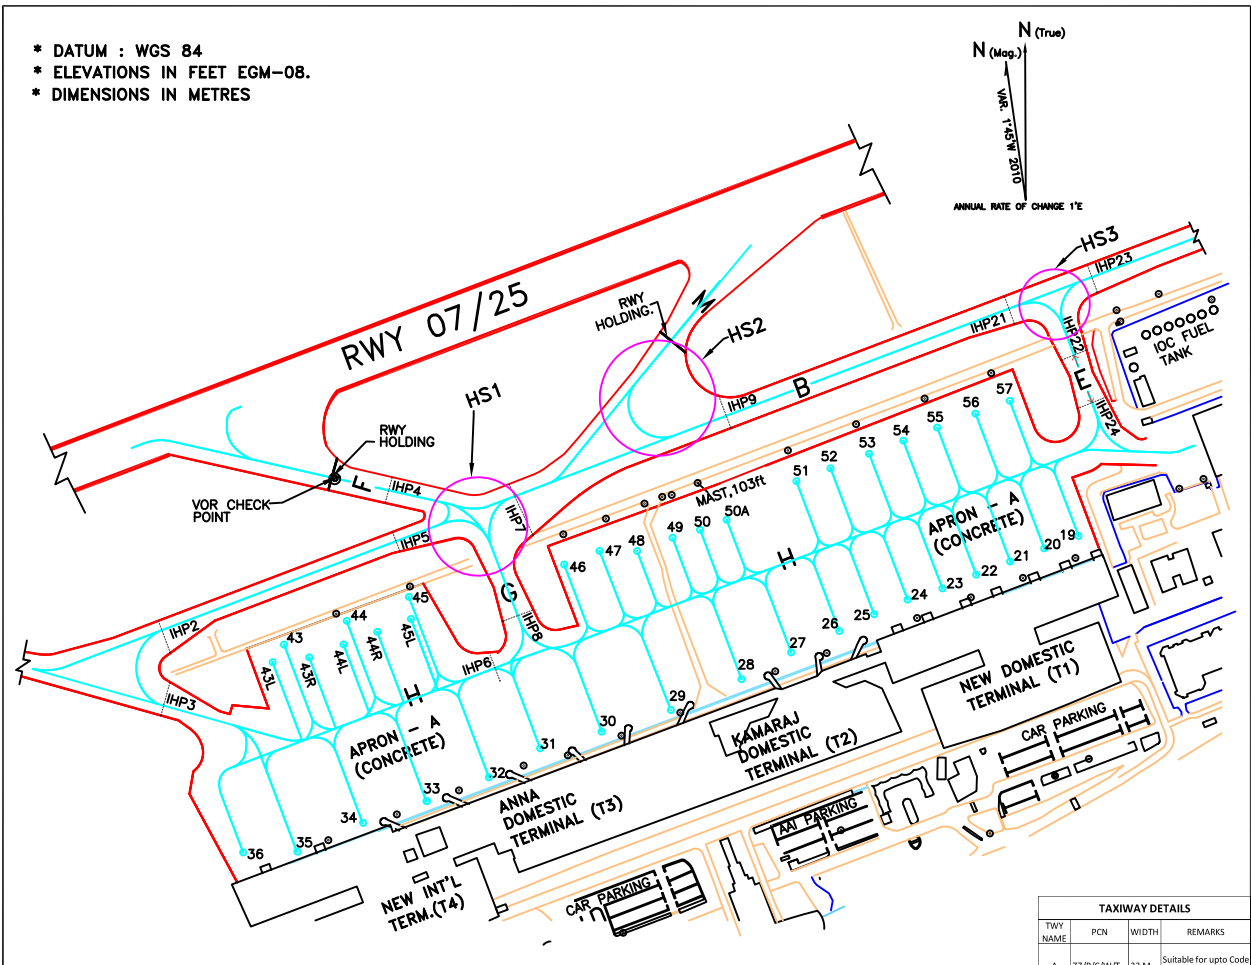 * DATUM : WGS 84
* ELEVATIONS IN FEET EGM-08.
* DIMENSIONS IN METRES
N (True)
N (Mag.)
VAR. 1°45'W 2010
ANNUAL RATE OF CHANGE 1'E
RWY 07/25
RWY
HOLDING.
M
HS2
HS3
IHP23
IHP21
IHP22
IOC FUEL
TANK
E
IHP24
B
IHP9
HS1
RWY
HOLDING
VOR CHECK
POINT
F
IHP4
IHP5
IHP7
MAST,103ft
G
IHP8
IHP6
IHP2
IHP3
43L
43
43R
44L
44
44R
45
45L
46
47
48
49
50
50A
51
52
53
54
55
56
57
H
H
APRON - A
(CONCRETE)
APRON - A
(CONCRETE)
19
20
21
22
23
24
25
26
27
28
29
30
31
32
33
34
35
36
NEW DOMESTIC
TERMINAL (T1)
KAMARAJ
DOMESTIC
TERMINAL (T2)
ANNA
DOMESTIC
TERMINAL (T3)
NEW INT'L
TERM.(T4)
CAR PARKING
AAI PARKING
CAR PARKING
TAXIWAY DETAILS
TWY
NAME
PCN
WIDTH
REMARKS
Suitable for upto Code